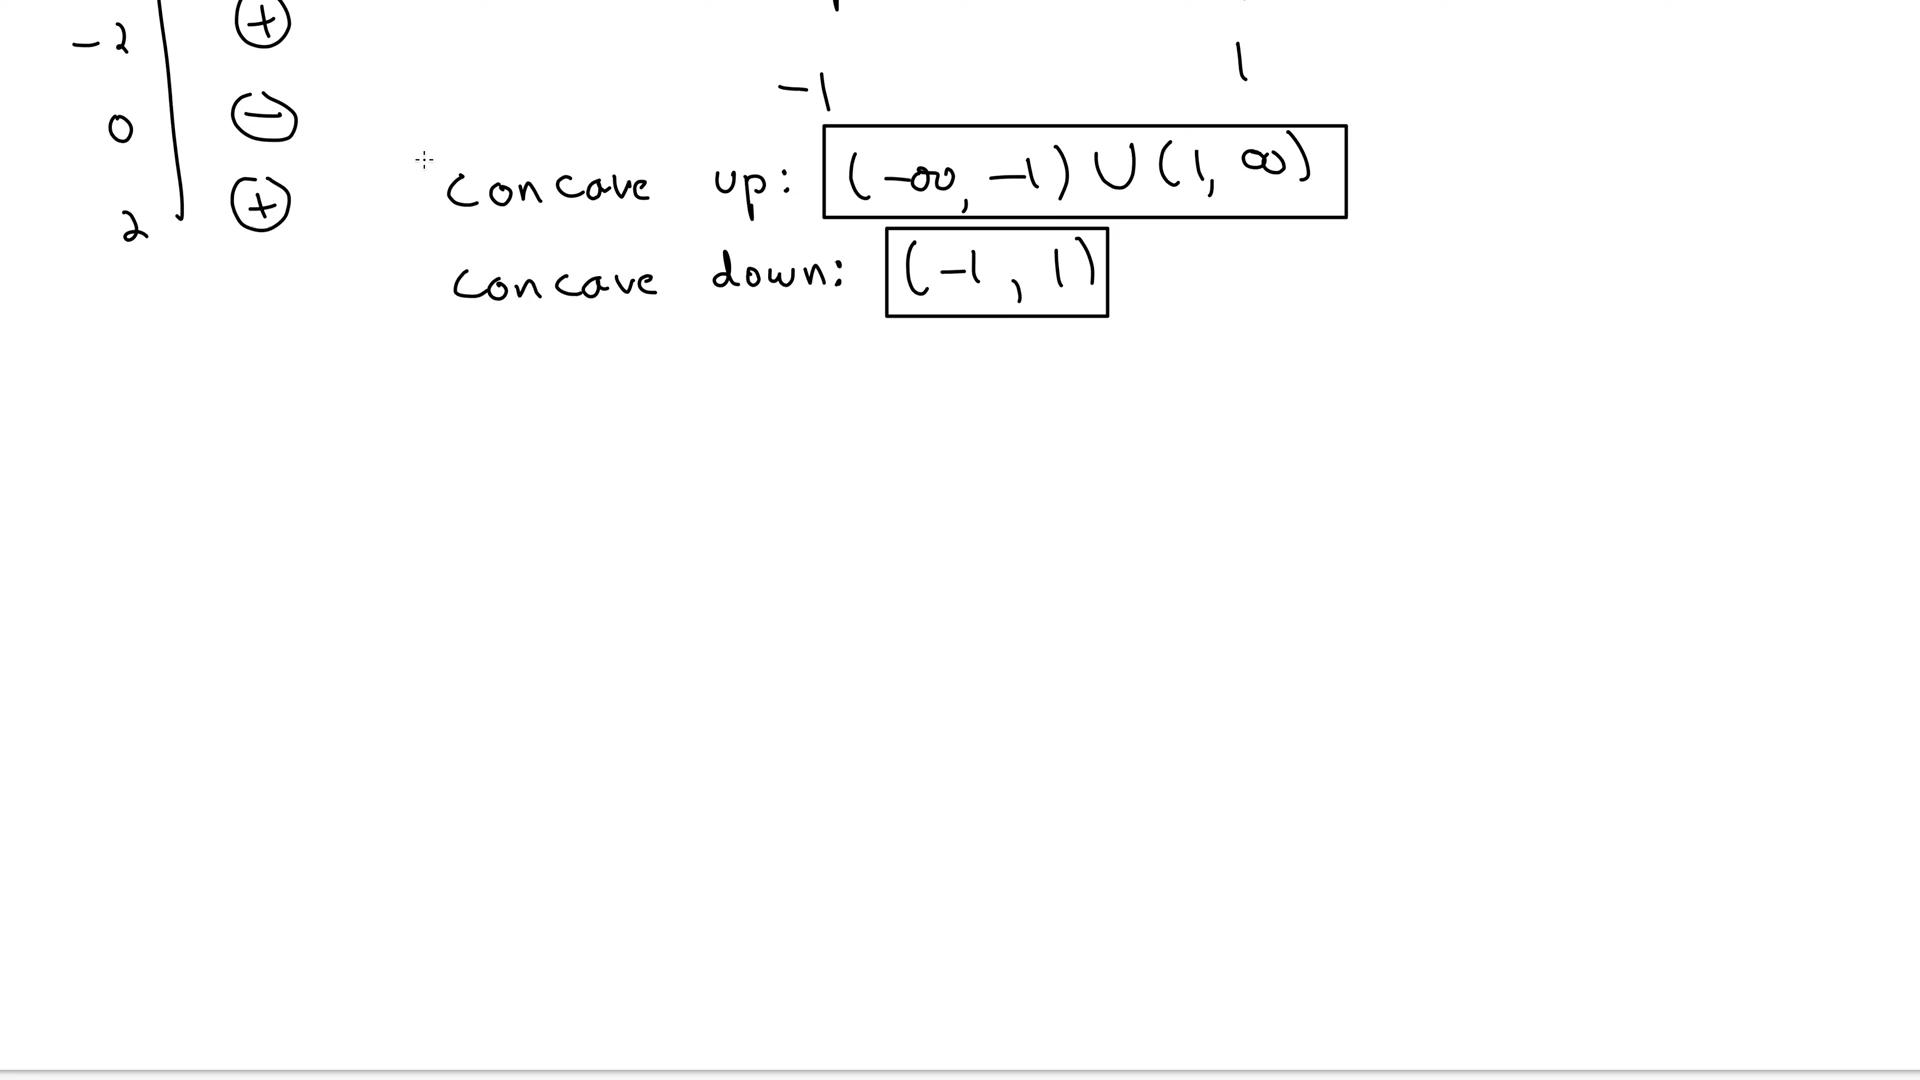 -2 | ⊕
-1 1
0 | ⊖
concave up: (-∞, -1) ∪ (1, ∞)
2 | ⊕
concave down: (-1, 1)